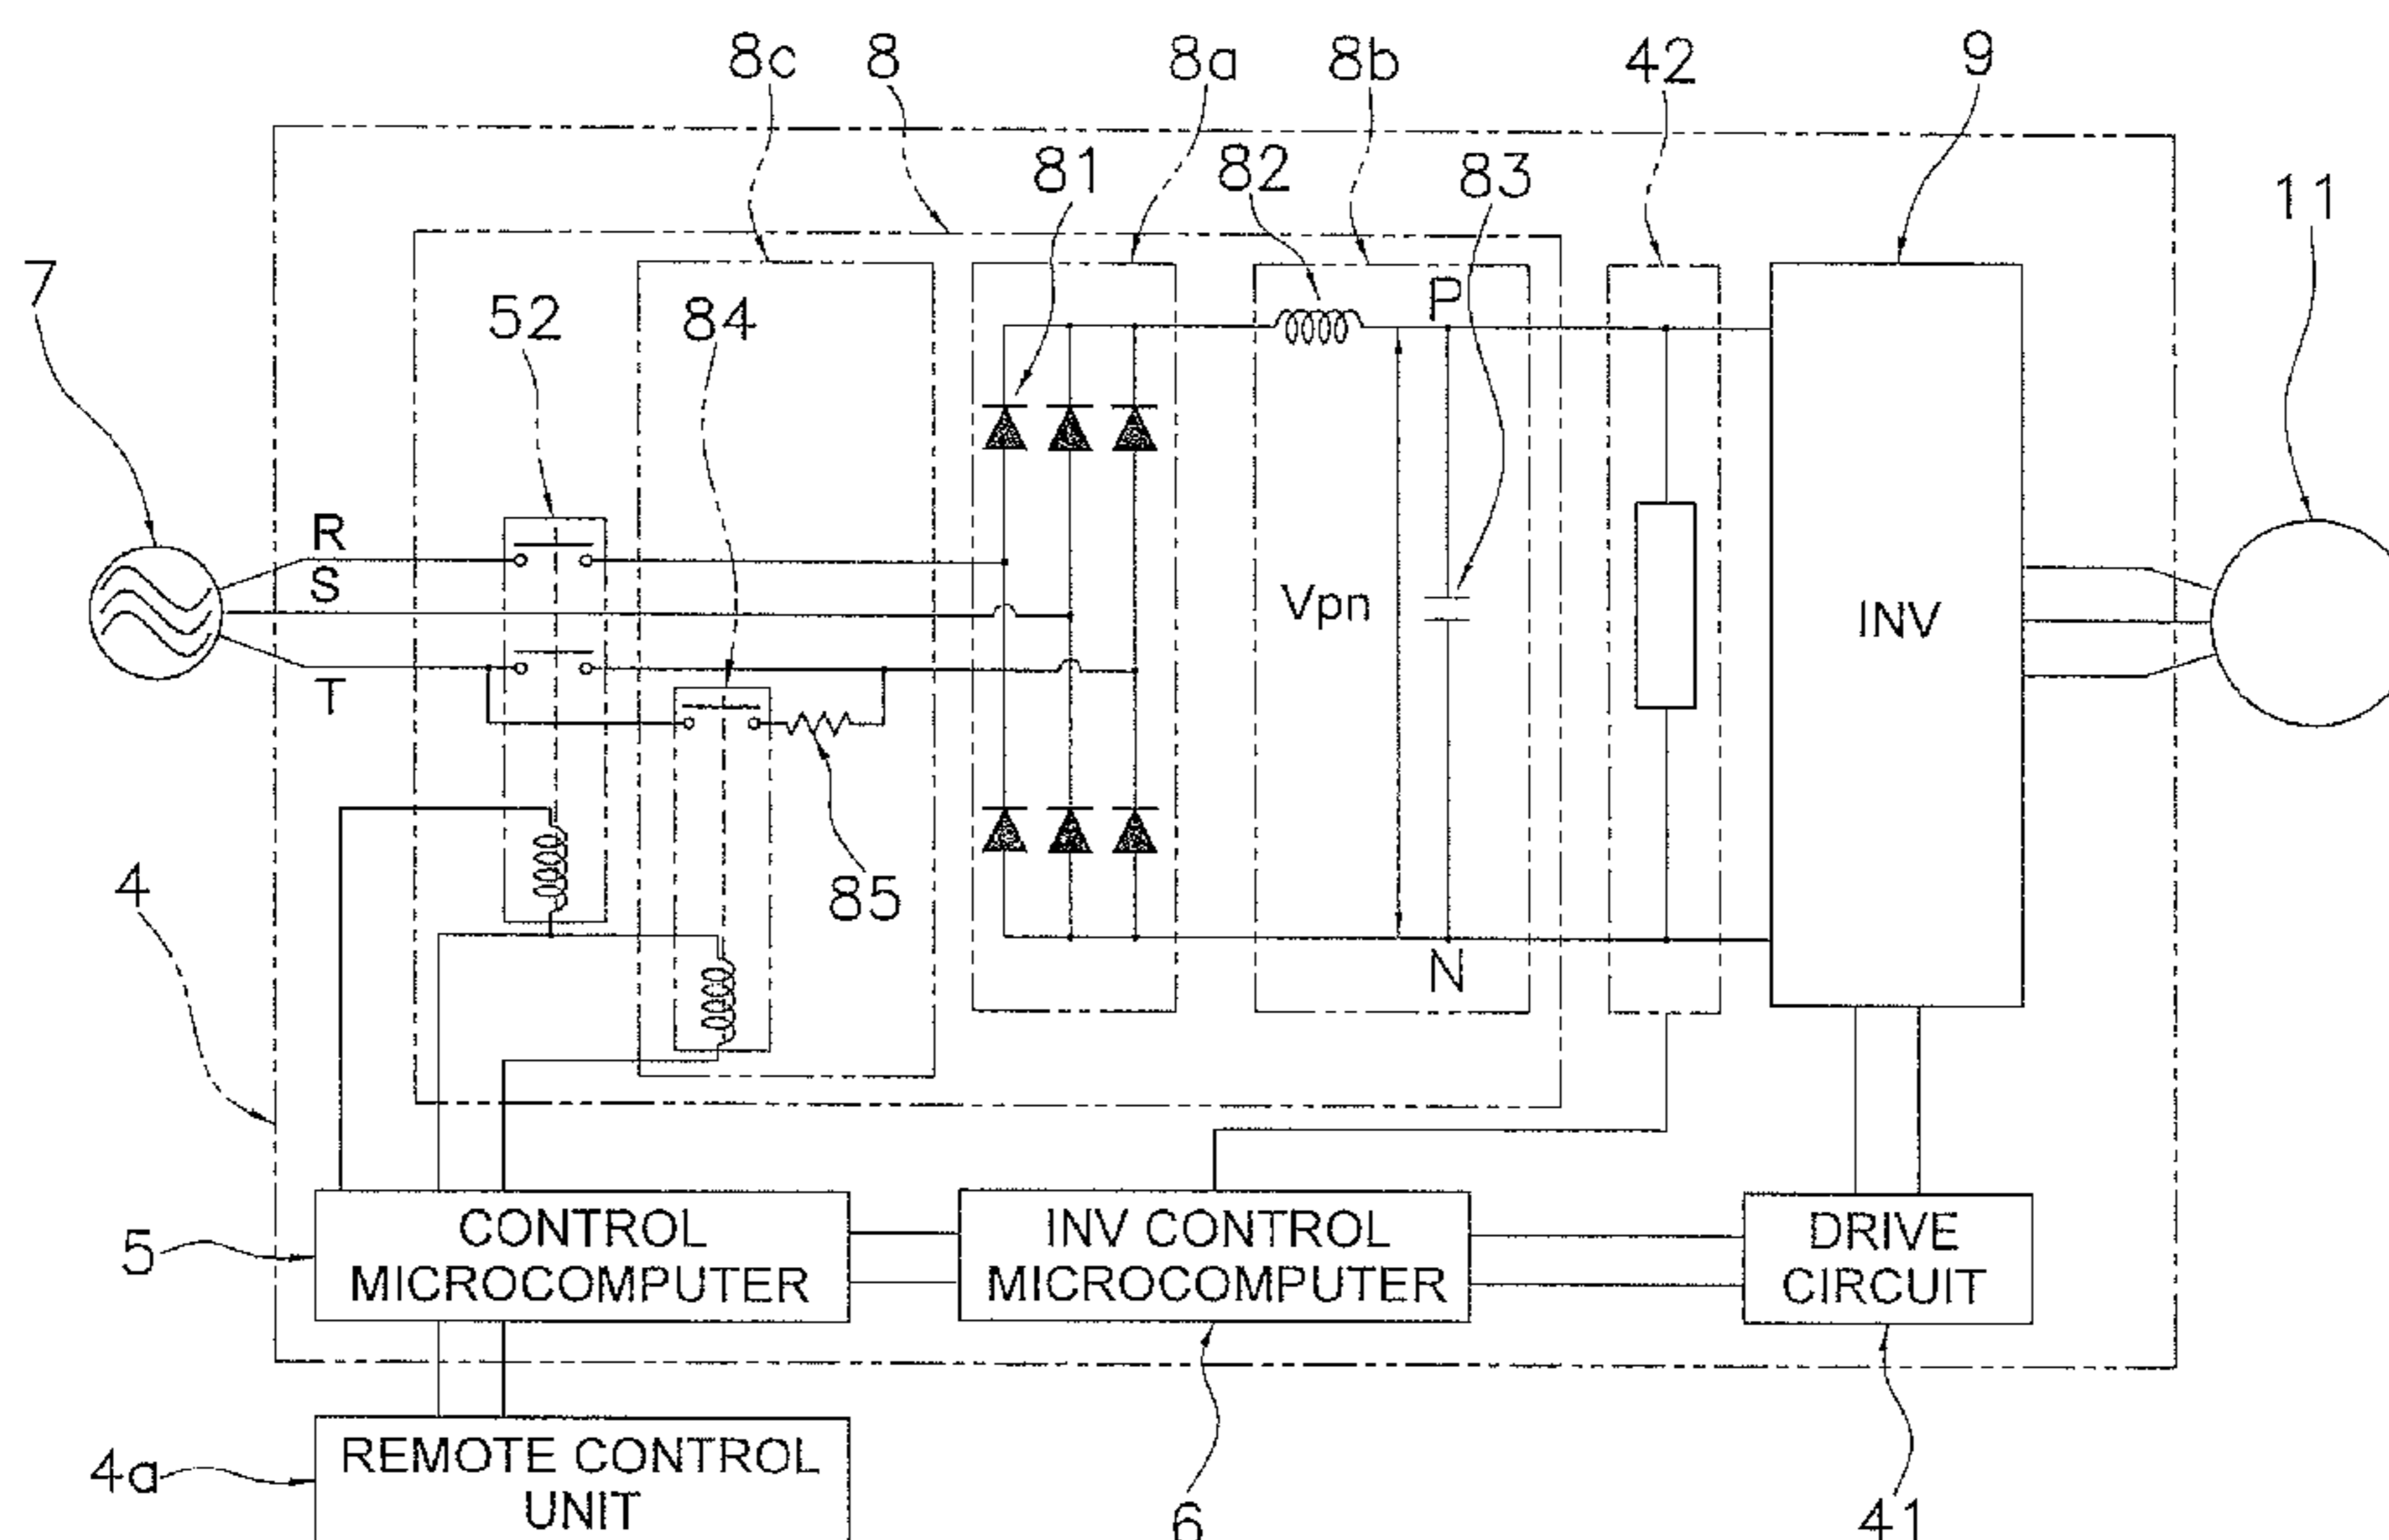 8c
8
8a
8b
42
9
81
82
83
11
7
52
84
P
R
S
T
Vpn
INV
85
4
N
5
CONTROL
MICROCOMPUTER
INV CONTROL
MICROCOMPUTER
DRIVE
CIRCUIT
4a
REMOTE CONTROL
UNIT
6
41